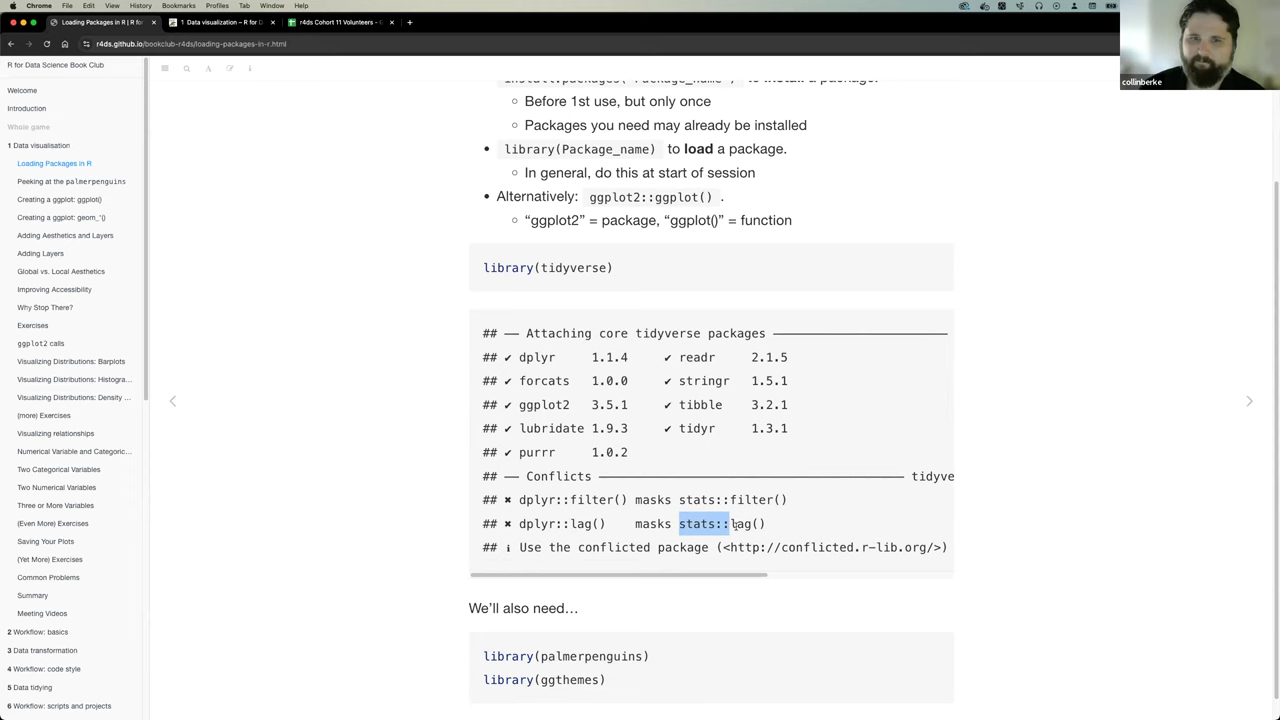 Chrome File Edit View History Bookmarks Profiles Tab Window Help
Loading Packages in R | R for
1 Data visualization – R for D
r4ds Cohort 11 Volunteers - G
r4ds.github.io/bookclub-r4ds/loading-packages-in-r.html
collinberke
R for Data Science Book Club
Welcome
Introduction
Whole game
1 Data visualisation
Loading Packages in R
Peeking at the palmerpenguins
Creating a ggplot: ggplot()
Creating a ggplot: geom_*()
Adding Aesthetics and Layers
Adding Layers
Global vs. Local Aesthetics
Improving Accessibility
Why Stop There?
Exercises
ggplot2 calls
Visualizing Distributions: Barplots
Visualizing Distributions: Histogra...
Visualizing Distributions: Density ...
(more) Exercises
Visualizing relationships
Numerical Variable and Categoric...
Two Categorical Variables
Two Numerical Variables
Three or More Variables
(Even More) Exercises
Saving Your Plots
(Yet More) Exercises
Common Problems
Summary
Meeting Videos
2 Workflow: basics
3 Data transformation
4 Workflow: code style
5 Data tidying
6 Workflow: scripts and projects
install.packages("Package_name") to install a package.
Before 1st use, but only once
Packages you need may already be installed
library(Package_name) to load a package.
In general, do this at start of session
Alternatively: ggplot2::ggplot() .
“ggplot2” = package, “ggplot()” = function
library(tidyverse)
## ── Attaching core tidyverse packages ────────────────
## ✔ dplyr 1.1.4 ✔ readr 2.1.5
## ✔ forcats 1.0.0 ✔ stringr 1.5.1
## ✔ ggplot2 3.5.1 ✔ tibble 3.2.1
## ✔ lubridate 1.9.3 ✔ tidyr 1.3.1
## ✔ purrr 1.0.2
## ── Conflicts ────────────────────────────────── tidyve
## ✖ dplyr::filter() masks stats::filter()
## ✖ dplyr::lag() masks stats::lag()
## ℹ Use the conflicted package (<http://conflicted.r-lib.org/>)
We’ll also need…
library(palmerpenguins)
library(ggthemes)